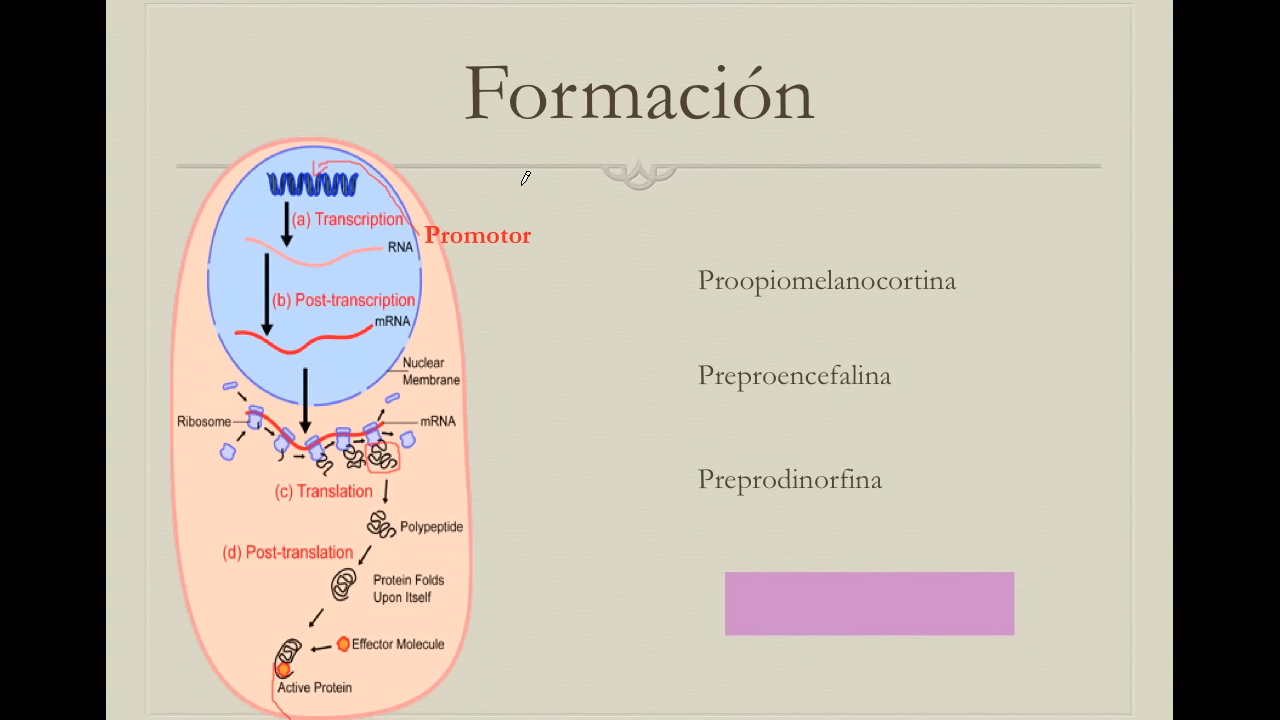 Formación
(a) Transcription
RNA
Promotor
(b) Post-transcription
mRNA
Nuclear
Membrane
Ribosome
mRNA
(c) Translation
Polypeptide
(d) Post-translation
Protein Folds
Upon Itself
Effector Molecule
Active Protein
Proopiomelanocortina
Preproencefalina
Preprodinorfina